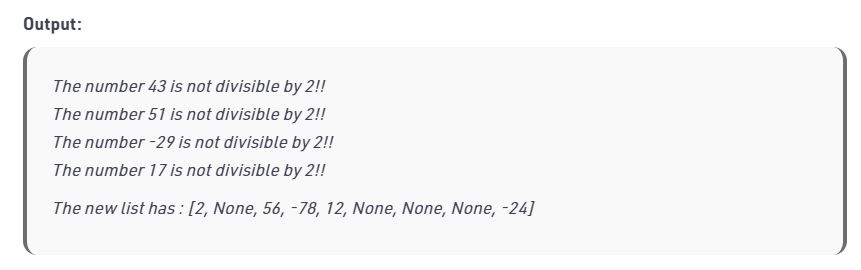 Output:
The number 43 is not divisible by 2!!
The number 51 is not divisible by 2!!
The number -29 is not divisible by 2!!
The number 17 is not divisible by 2!!
The new list has : [2, None, 56, -78, 12, None, None, None, -24]